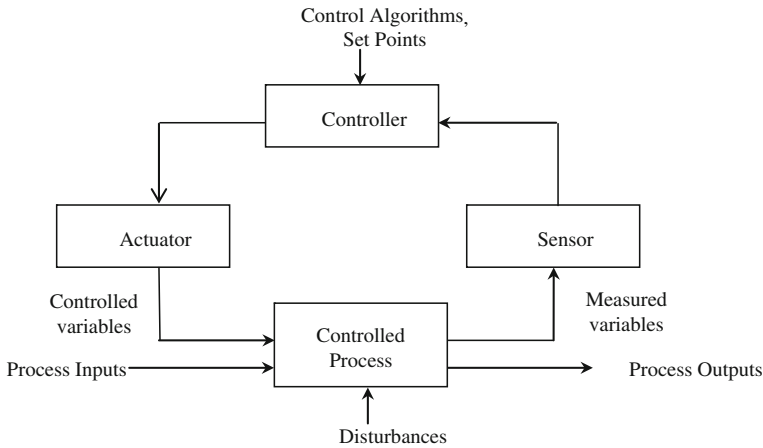 Control Algorithms,
Set Points
Controller
Actuator
Sensor
Controlled
variables
Measured
variables
Controlled
Process
Process Inputs
Process Outputs
Disturbances